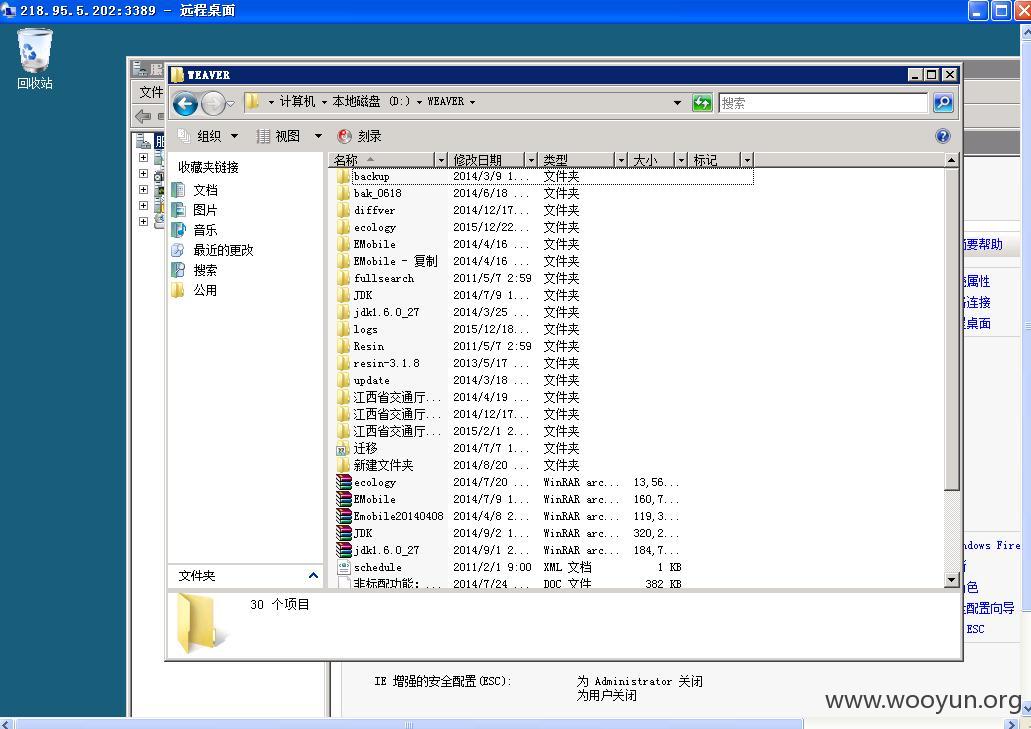 218.95.5.202:3389 - 远程桌面
回收站
文件
WEAVER
计算机 本地磁盘 (D:) WEAVER
搜索
组织 视图 刻录
收藏夹链接
文档
图片
音乐
最近的更改
搜索
公用
文件夹
名称 修改日期 类型 大小 标记
backup 2014/3/9 1... 文件夹
bak_0618 2014/6/18 ... 文件夹
diffver 2014/12/17... 文件夹
ecology 2015/12/22... 文件夹
EMobile 2014/4/16 ... 文件夹
EMobile - 复制 2014/4/16 ... 文件夹
fullsearch 2011/5/7 2:59 文件夹
JDK 2014/7/9 1... 文件夹
jdk1.6.0_27 2014/3/25 ... 文件夹
logs 2015/12/18... 文件夹
Resin 2011/5/7 2:59 文件夹
resin-3.1.8 2013/5/17 ... 文件夹
update 2014/3/18 ... 文件夹
江西省交通厅... 2014/4/19 ... 文件夹
江西省交通厅... 2014/12/17... 文件夹
江西省交通厅... 2015/2/1 2... 文件夹
迁移 2014/7/7 1... 文件夹
新建文件夹 2014/8/20 ... 文件夹
ecology 2014/7/20 ... WinRAR arc... 13,56...
EMobile 2014/7/9 1... WinRAR arc... 160,7...
Emobile20140408 2014/4/8 2... WinRAR arc... 119,3...
JDK 2014/9/2 1... WinRAR arc... 320,2...
jdk1.6.0_27 2014/9/1 2... WinRAR arc... 184,7...
schedule 2011/2/1 9:00 XML 文档 1 KB
非标配功能:... 2014/7/24 ... DOC 文件 382 KB
30 个项目
要帮助
属性
连接
桌面
ndows Fire
色
配置向导
ESC
IE 增强的安全配置(ESC): 为 Administrator 关闭
为用户关闭
www.wooyun.org